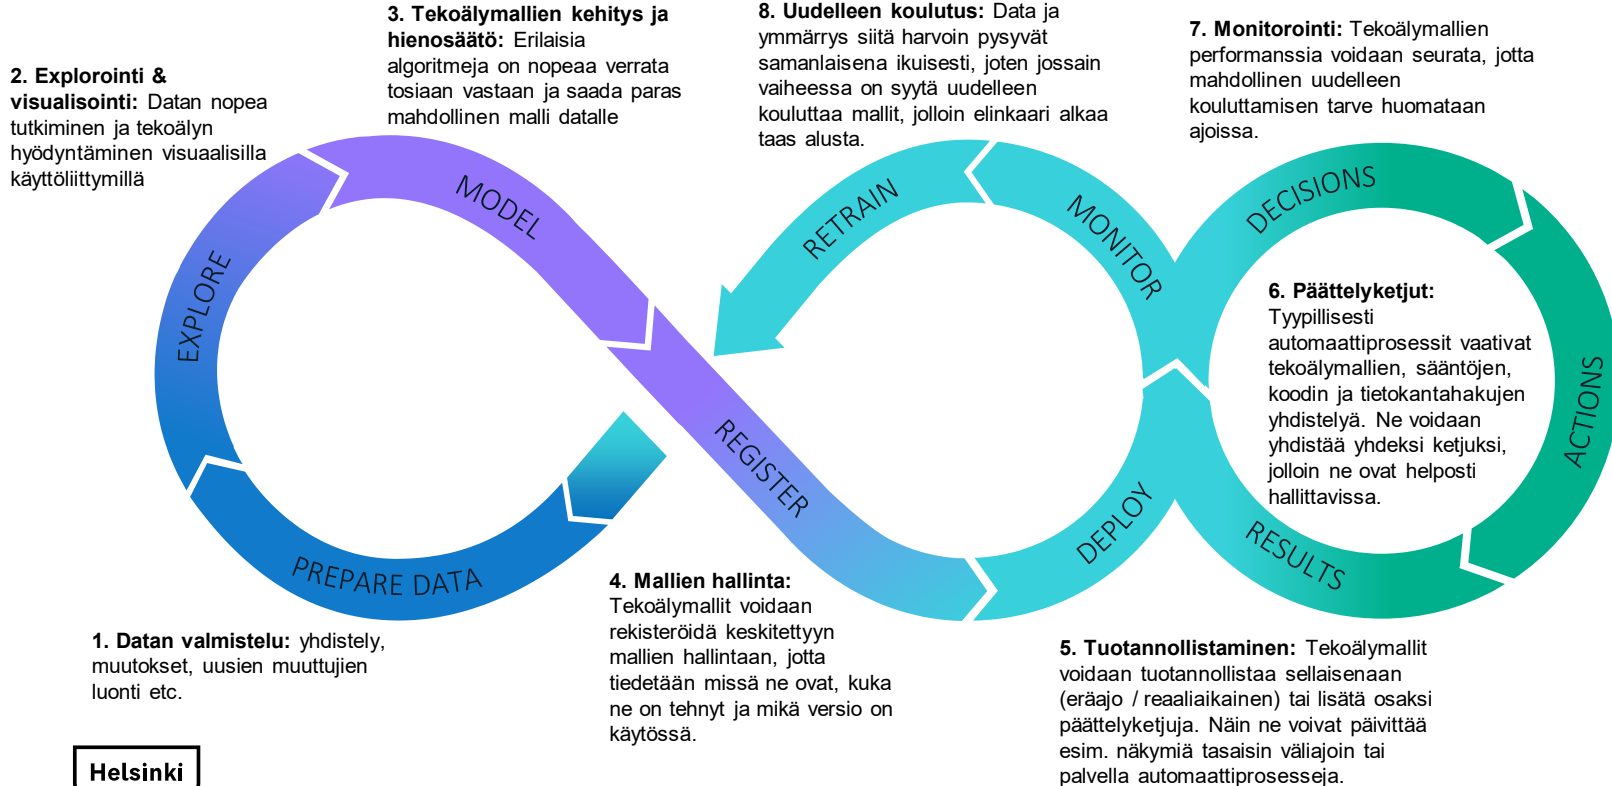 3. Tekoälymallien kehitys ja
hienosäätö: Erilaisia
algoritmeja on nopeaa verrata
tosiaan vastaan ja saada paras
mahdollinen malli datalle
8. Uudelleen koulutus: Data ja
ymmärrys siitä harvoin pysyvät
samanlaisena ikuisesti, joten jossain
vaiheessa on syytä uudelleen
kouluttaa mallit, jolloin elinkaari alkaa
taas alusta.
7. Monitorointi: Tekoälymallien
performanssia voidaan seurata, jotta
mahdollinen uudelleen
kouluttamisen tarve huomataan
ajoissa.
2. Explorointi &
visualisointi: Datan nopea
tutkiminen ja tekoälyn
hyödyntäminen visuaalisilla
käyttöliittymillä
MODEL
RETRAIN
MONITOR
DECISIONS
EXPLORE
6. Päättelyketjut:
Tyypillisesti
automaattiprosessit vaativat
tekoälymallien, sääntöjen,
koodin ja tietokantahakujen
yhdistelyä. Ne voidaan
yhdistää yhdeksi ketjuksi,
jolloin ne ovat helposti
hallittavissa.
ACTIONS
REGISTER
DEPLOY
RESULTS
PREPARE DATA
1. Datan valmistelu: yhdistely,
muutokset, uusien muuttujien
luonti etc.
4. Mallien hallinta:
Tekoälymallit voidaan
rekisteröidä keskitettyyn
mallien hallintaan, jotta
tiedetään missä ne ovat, kuka
ne on tehnyt ja mikä versio on
käytössä.
5. Tuotannollistaminen: Tekoälymallit
voidaan tuotannollistaa sellaisenaan
(eräajo / reaaliaikainen) tai lisätä osaksi
päättelyketjuja. Näin ne voivat päivittää
esim. näkymiä tasaisin väliajoin tai
palvella automaattiprosesseja.
Helsinki